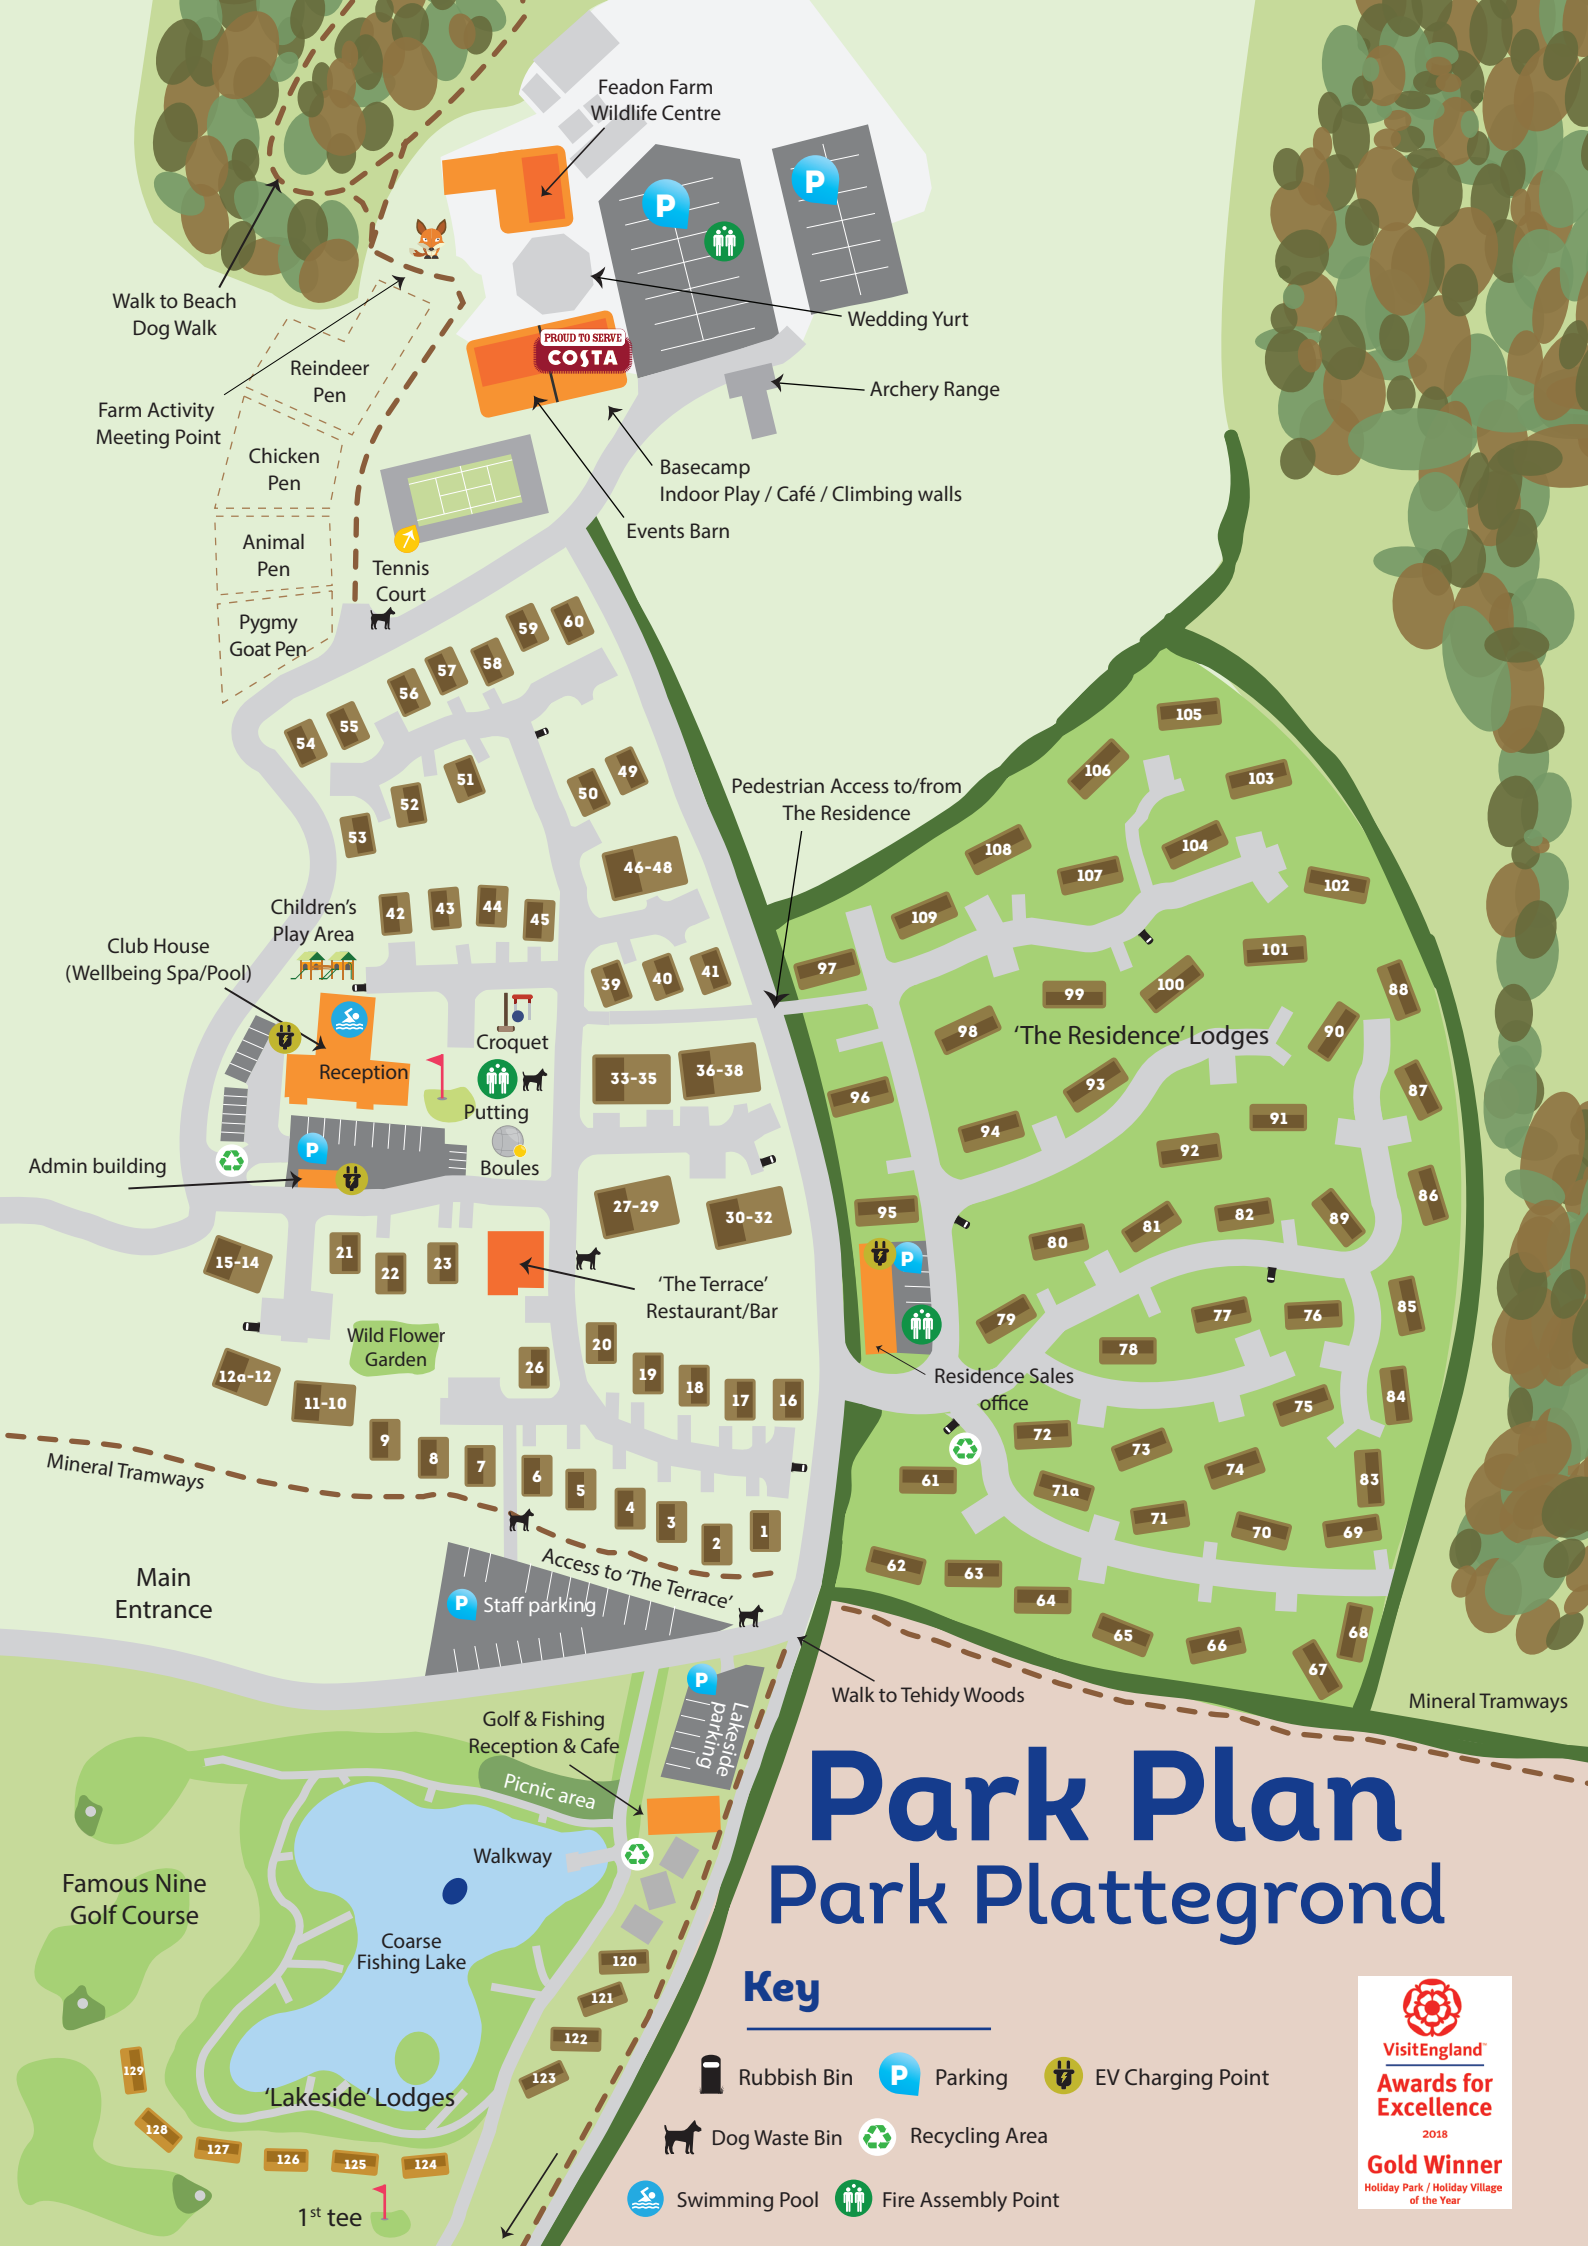 Feadon Farm
Wildlife Centre
P
P
Walk to Beach
Dog Walk
Wedding Yurt
PROUD TO SERVE
COSTA
Reindeer
Pen
Archery Range
Farm Activity
Meeting Point
Chicken
Pen
Basecamp
Indoor Play / Café / Climbing walls
Events Barn
Animal
Pen
Tennis
Court
Pygmy
Goat Pen
59
60
58
57
56
55
54
51
52
53
49
50
46-48
Pedestrian Access to/from
The Residence
105
106
103
104
108
107
102
109
101
97
100
99
88
98
'The Residence' Lodges
90
Children's
Play Area
42
43
44
45
Club House
(Wellbeing Spa/Pool)
39
40
41
Croquet
Reception
33-35
36-38
Putting
P
Boules
Admin building
96
93
87
94
91
92
86
95
81
82
89
80
P
27-29
30-32
15-14
21
22
23
'The Terrace'
Restaurant/Bar
Wild Flower
Garden
79
77
76
85
78
Residence Sales
office
84
75
12a-12
11-10
26
20
19
18
17
16
9
8
7
6
5
4
3
2
1
Mineral Tramways
72
73
74
83
61
71a
71
70
69
62
63
64
65
66
68
67
Access to 'The Terrace'
Main
Entrance
P
Staff parking
Walk to Tehidy Woods
Mineral Tramways
P
Lakeside
parking
Golf & Fishing
Reception & Cafe
Picnic area
Walkway
Famous Nine
Golf Course
Coarse
Fishing Lake
120
121
122
123
129
'Lakeside' Lodges
128
127
126
125
124
1st tee
Park Plan
Park Plattegrond
Key
Rubbish Bin
P
Parking
EV Charging Point
Dog Waste Bin
Recycling Area
Swimming Pool
Fire Assembly Point
VisitEngland™
Awards for
Excellence
2018
Gold Winner
Holiday Park / Holiday Village
of the Year